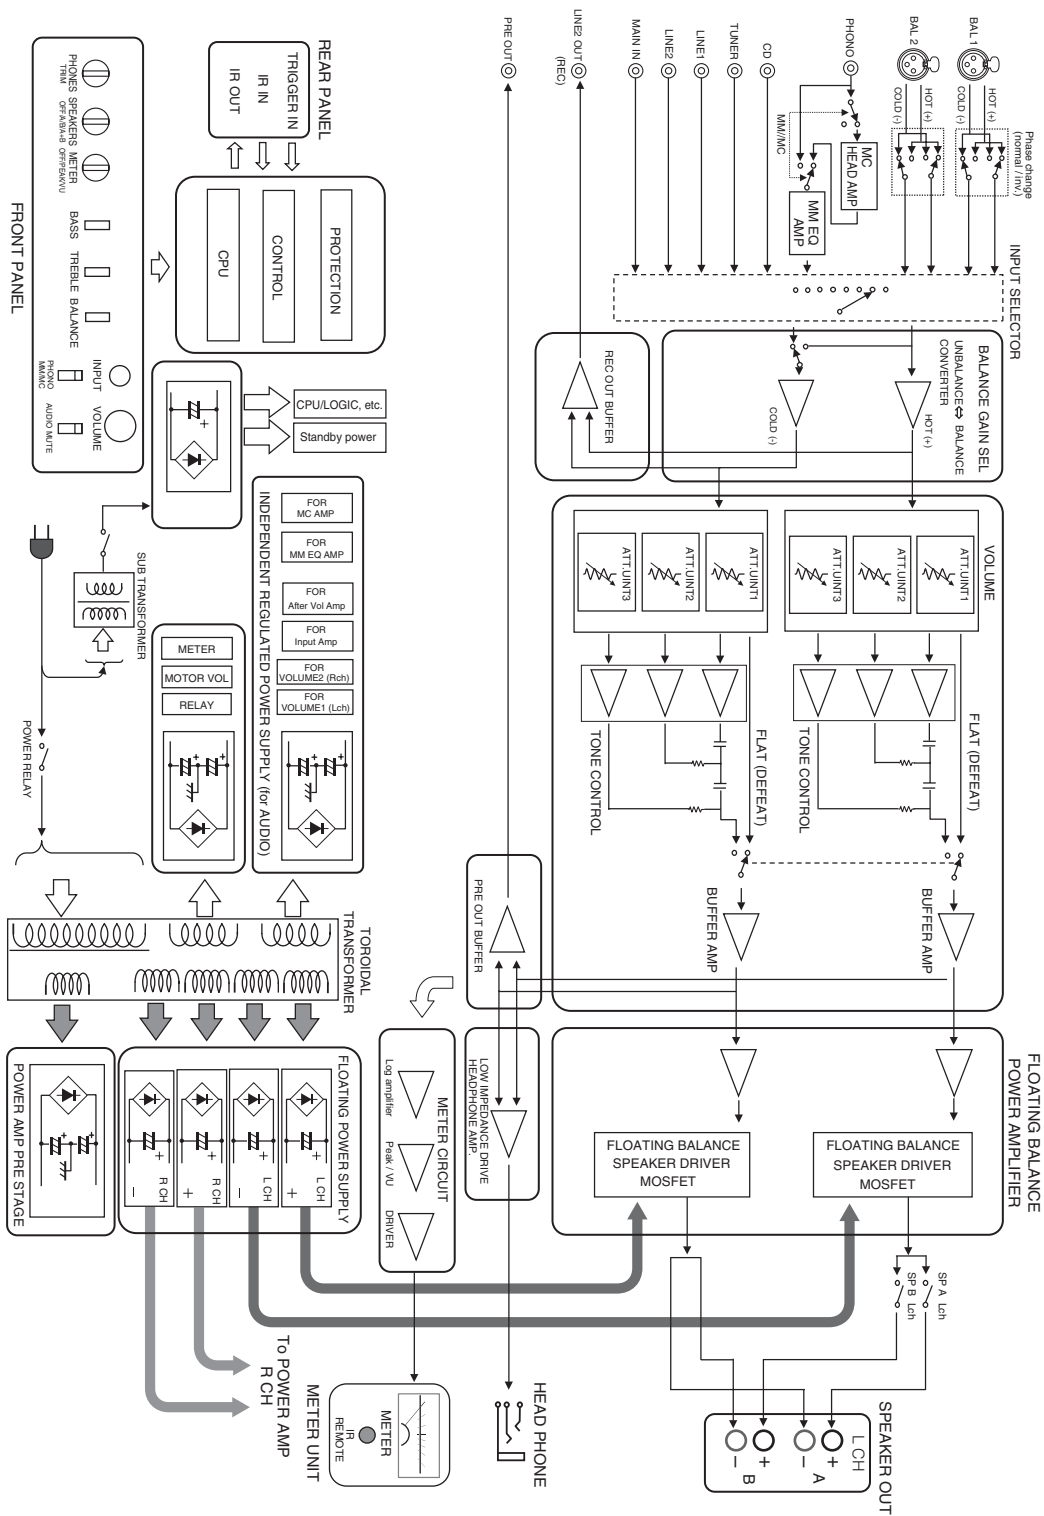 BAL 1
HOT (+)
COLD (-)
Phase change
(normal / inv.)
BAL 2
HOT (+)
COLD (-)
PHONO
MM//MC
MC
HEAD AMP
MM EQ
AMP
CD
TUNER
LINE1
LINE2
MAIN IN
LINE2 OUT
(REC)
PRE OUT
INPUT SELECTOR
BALANCE GAIN SEL
UNBALANCE⇔ BALANCE
CONVERTER
HOT (+)
COLD (-)
REC OUT BUFFER
VOLUME
ATT.UINT1
ATT.UINT2
ATT.UINT3
ATT.UINT1
ATT.UINT2
ATT.UINT3
FLAT (DEFEAT)
TONE CONTROL
FLAT (DEFEAT)
TONE CONTROL
BUFFER AMP
BUFFER AMP
PRE OUT BUFFER
FLOATING BALANCE
POWER AMPLIFIER
FLOATING BALANCE
SPEAKER DRIVER
MOSFET
FLOATING BALANCE
SPEAKER DRIVER
MOSFET
SP A Lch
SP B Lch
SPEAKER OUT
L CH
+
−
A
+
−
B
LOW IMPEDANCE DRIVE
HEADPHONE AMP.
HEAD PHONE
METER CIRCUIT
Log amplifier
Peak / VU
DRIVER
METER
IR
REMOTE
METER UNIT
REAR PANEL
TRIGGER IN
IR IN
IR OUT
PROTECTION
CONTROL
CPU
PHONES
TRIM
SPEAKERS
OFF/A/B/A+B
METER
OFF/PEAK/VU
BASS
TREBLE
BALANCE
INPUT
VOLUME
PHONO
MM/MC
AUDIO MUTE
FRONT PANEL
+
CPU/LOGIC, etc.
Standby power
SUB TRANSFORMER
POWER RELAY
METER
MOTOR VOL
RELAY
+
+
FOR
MC AMP
FOR
MM EQ AMP
FOR
After Vol Amp
FOR
Input Amp
FOR
VOLUME2 (Rch)
FOR
VOLUME1 (Lch)
+
+
INDEPENDENT REGULATED POWER SUPPLY (for AUDIO)
TOROIDAL
TRANSFORMER
FLOATING POWER SUPPLY
+
L CH
+
+
L CH
−
+
R CH
+
+
R CH
−
+
+
POWER AMP PRE STAGE
To POWER AMP
R CH